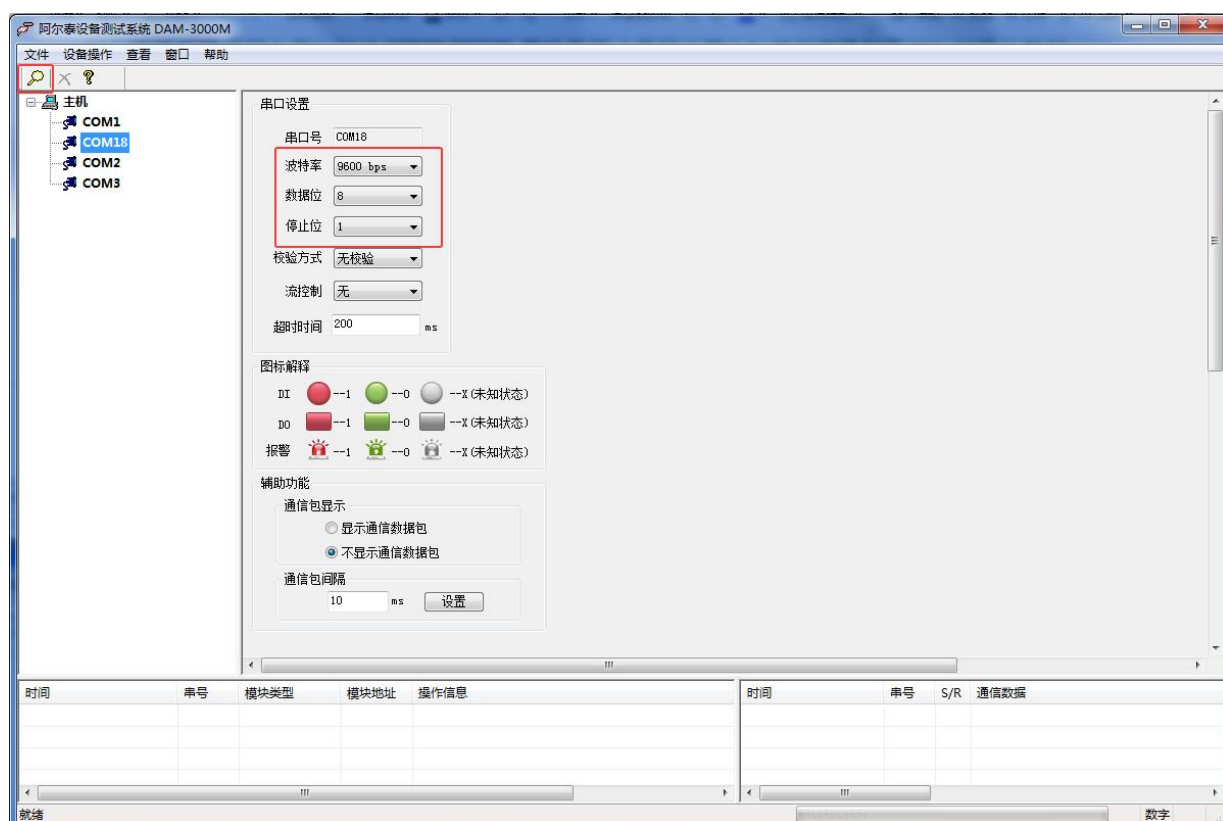 阿尔泰设备测试系统 DAM-3000M
文件 设备操作 查看 窗口 帮助
主机
COM1
COM18
COM2
COM3
串口设置
串口号 COM18
波特率 9600 bps
数据位 8
停止位 1
校验方式 无校验
流控制 无
超时时间 200 ms
图标解释
DI --1 --0 --X(未知状态)
DO --1 --0 --X(未知状态)
报警 --1 --0 --X(未知状态)
辅助功能
通信包显示
显示通信数据包
不显示通信数据包
通信包间隔
10 ms 设置
时间 串号 模块类型 模块地址 操作信息
时间 串号 S/R 通信数据
就绪 数字